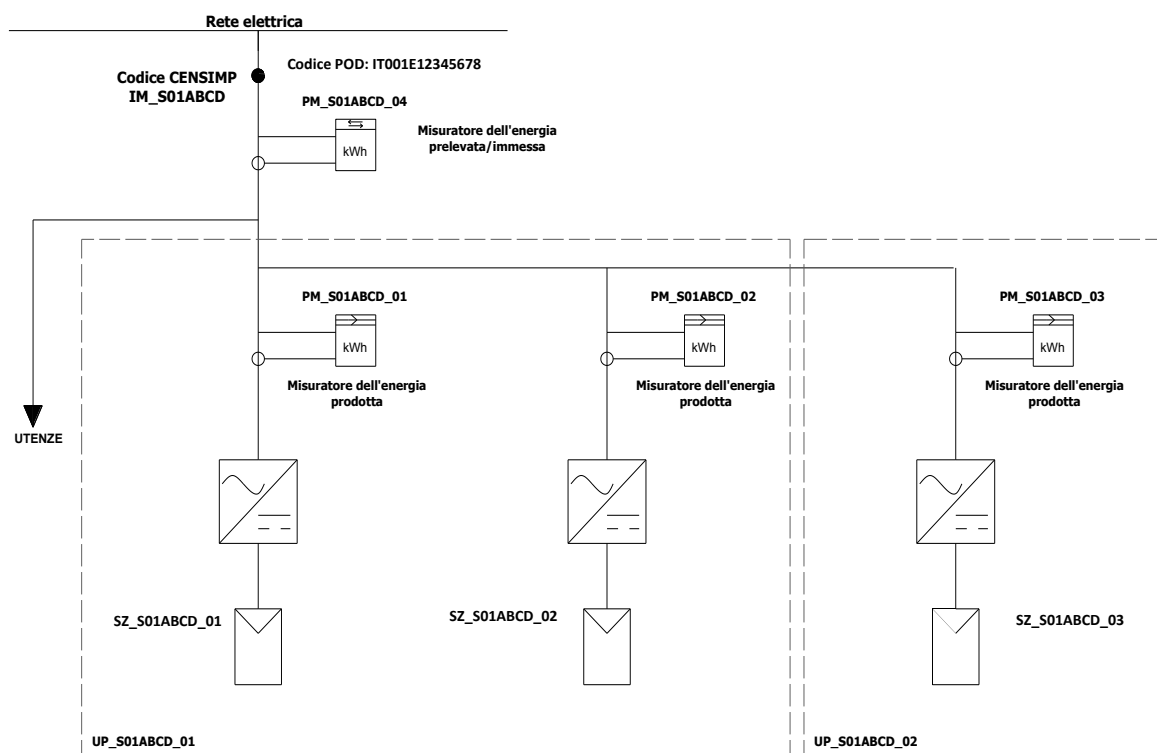 Rete elettrica
Codice POD: IT001E12345678
Codice CENSIMP
IM_S01ABCD
PM_S01ABCD_04
Misuratore dell'energia
prelevata/immessa
kWh
PM_S01ABCD_01
PM_S01ABCD_02
PM_S01ABCD_03
kWh
kWh
kWh
Misuratore dell'energia
prodotta
Misuratore dell'energia
prodotta
Misuratore dell'energia
prodotta
UTENZE
SZ_S01ABCD_01
SZ_S01ABCD_02
SZ_S01ABCD_03
UP_S01ABCD_01
UP_S01ABCD_02